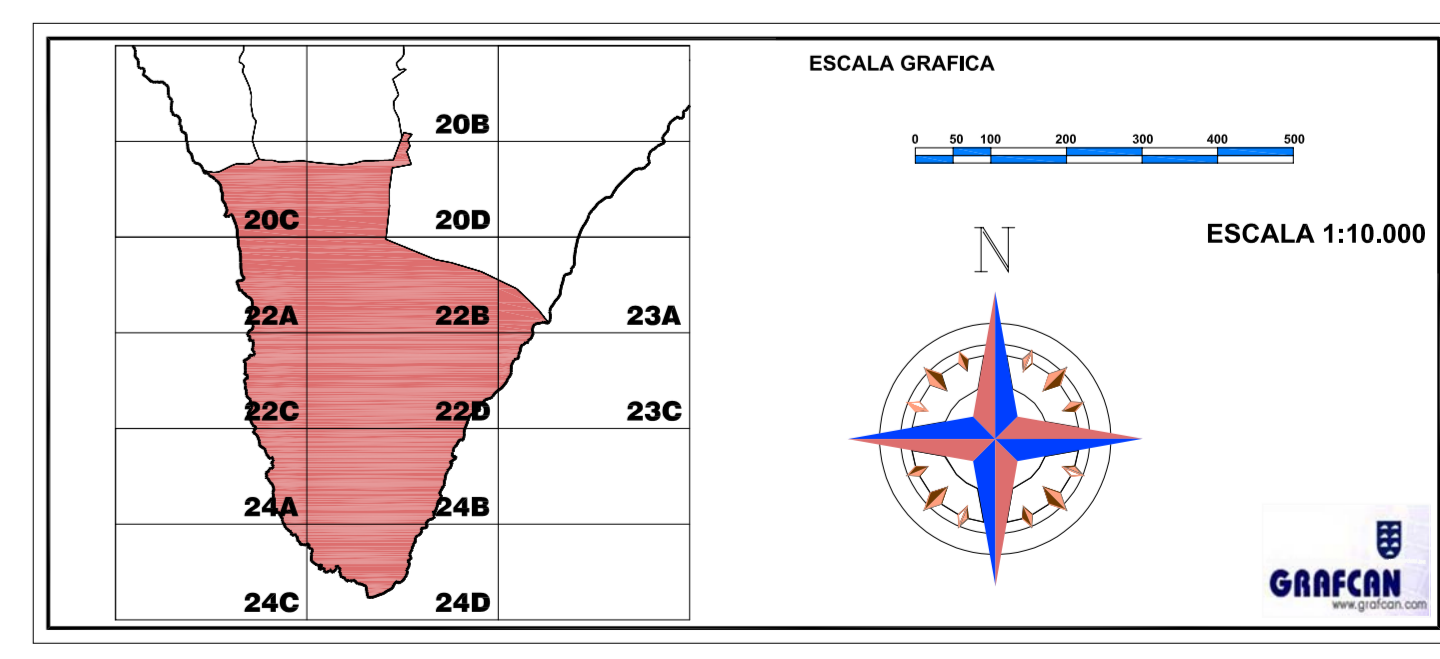 20B
20C 20D
22A 22B 23A
22C 22D 23C
24A 24B
24C 24D
ESCALA GRAFICA
0 50 100 200 300 400 500
ESCALA 1:10.000
N
GRAFCAN
www.grafcan.com